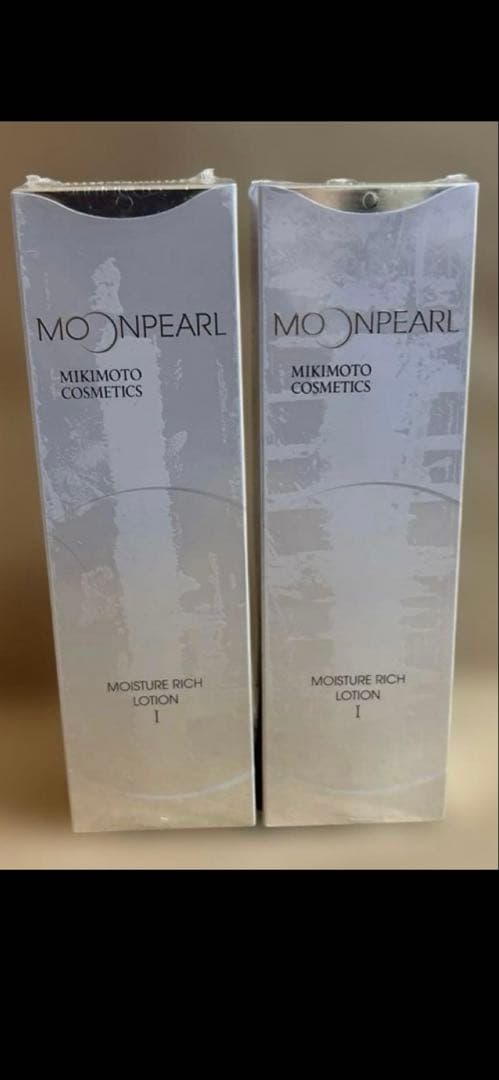 MOONPEARL
MIKIMOTO
COSMETICS
MOISTURE RICH
LOTION
I
MOONPEARL
MIKIMOTO
COSMETICS
MOISTURE RICH
LOTION
I